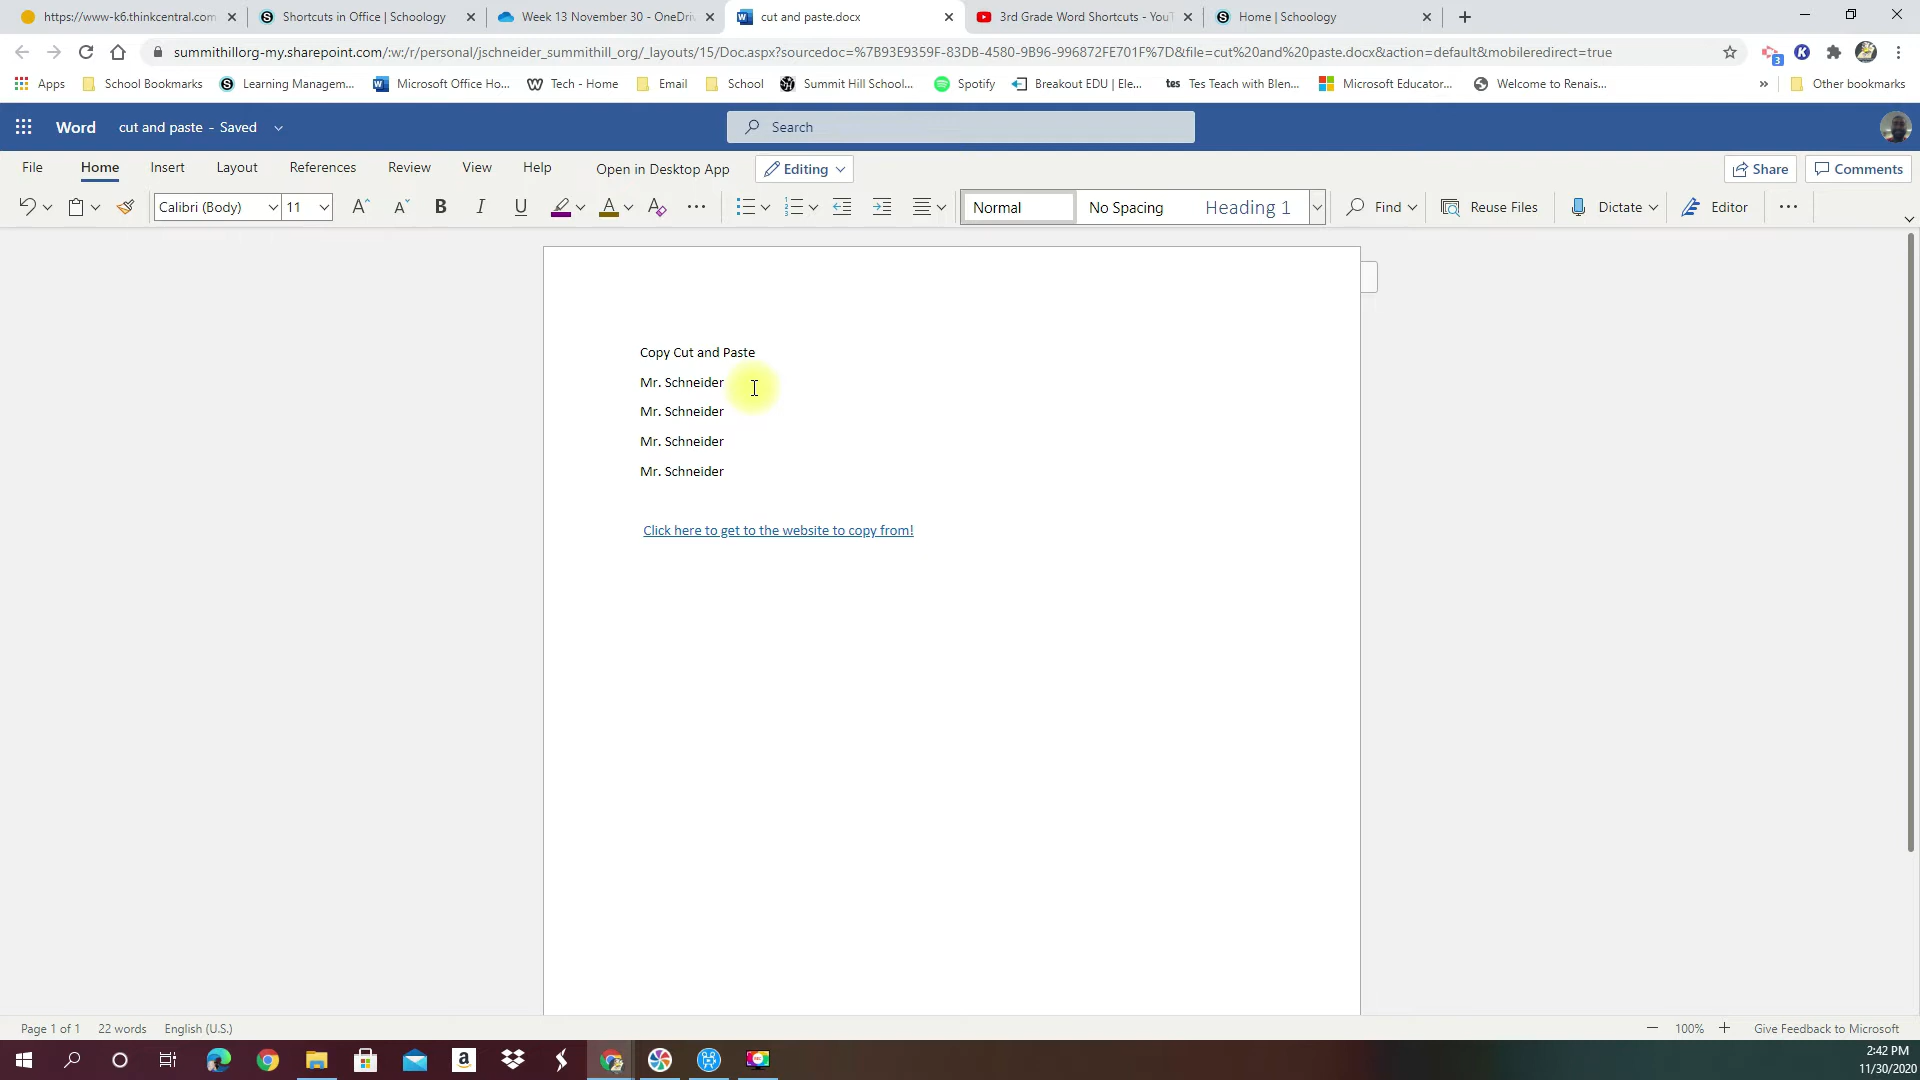 https://www-k6.thinkcentral.com
Shortcuts in Office | Schoology
Week 13 November 30 - OneDriv
cut and paste.docx
3rd Grade Word Shortcuts - YouT
Home | Schoology
summithillorg-my.sharepoint.com/:w:/r/personal/jschneider_summithill_org/_layouts/15/Doc.aspx?sourcedoc=%7B93E9359F-83DB-4580-9B96-996872FE701F%7D&file=cut%20and%20paste.docx&action=default&mobileredirect=true
3
K
Apps
School Bookmarks
Learning Managem...
Microsoft Office Ho...
Tech - Home
Email
School
Summit Hill School...
Spotify
Breakout EDU | Ele...
tes Tes Teach with Blen...
Microsoft Educator...
Welcome to Renais...
»
Other bookmarks
Word
cut and paste - Saved
Search
File
Home
Insert
Layout
References
Review
View
Help
Open in Desktop App
Editing
Share
Comments
Calibri (Body)
11
Normal
No Spacing
Heading 1
Find
Reuse Files
Dictate
Editor
Copy Cut and Paste
Mr. Schneider
Mr. Schneider
Mr. Schneider
Mr. Schneider
Click here to get to the website to copy from!
Page 1 of 1
22 words
English (U.S.)
100%
Give Feedback to Microsoft
2:42 PM
11/30/2020